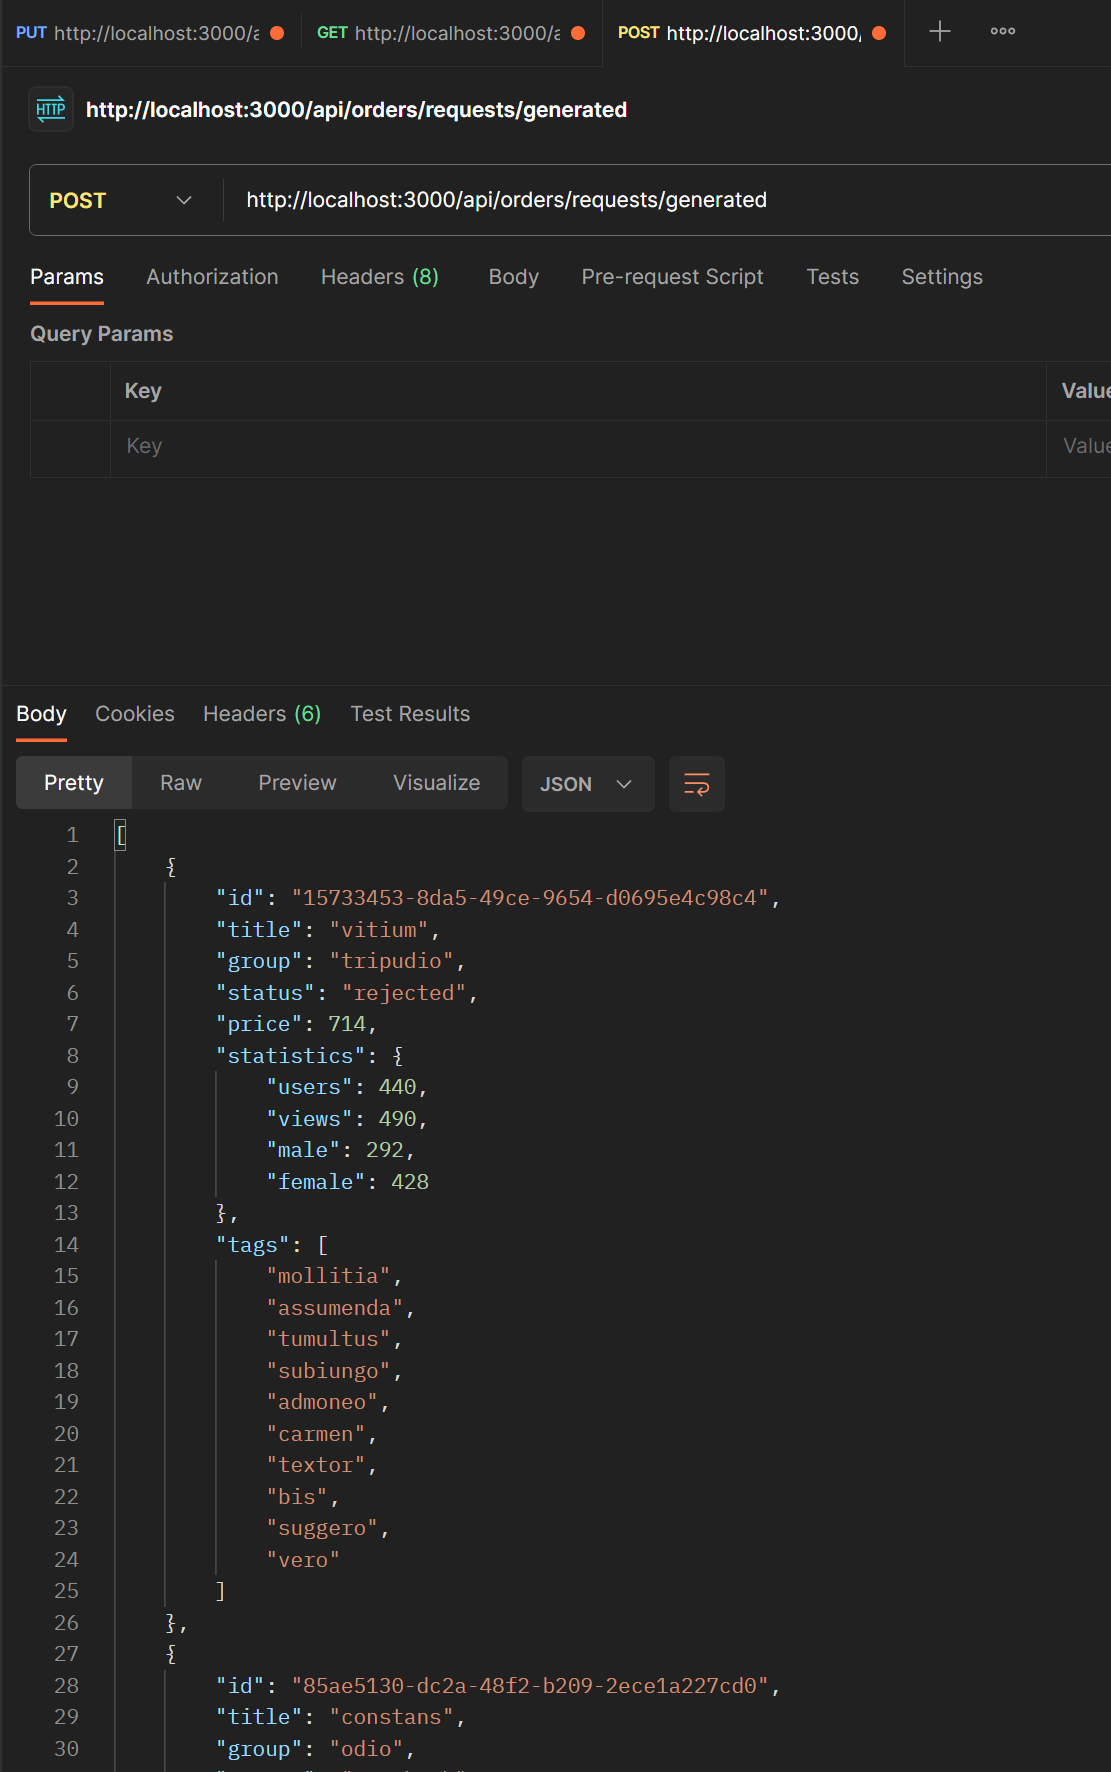 PUT http://localhost:3000/a GET http://localhost:3000/a POST http://localhost:3000/
HTTP http://localhost:3000/api/orders/requests/generated
POST http://localhost:3000/api/orders/requests/generated
Params Authorization Headers (8) Body Pre-request Script Tests Settings
Query Params
Key Value
Key Value
Body Cookies Headers (6) Test Results
Pretty Raw Preview Visualize JSON
1 [
2 {
3 "id": "15733453-8da5-49ce-9654-d0695e4c98c4",
4 "title": "vitium",
5 "group": "tripudio",
6 "status": "rejected",
7 "price": 714,
8 "statistics": {
9 "users": 440,
10 "views": 490,
11 "male": 292,
12 "female": 428
13 },
14 "tags": [
15 "mollitia",
16 "assumenda",
17 "tumultus",
18 "subiungo",
19 "admoneo",
20 "carmen",
21 "textor",
22 "bis",
23 "suggero",
24 "vero"
25 ]
26 },
27 {
28 "id": "85ae5130-dc2a-48f2-b209-2ece1a227cd0",
29 "title": "constans",
30 "group": "odio",